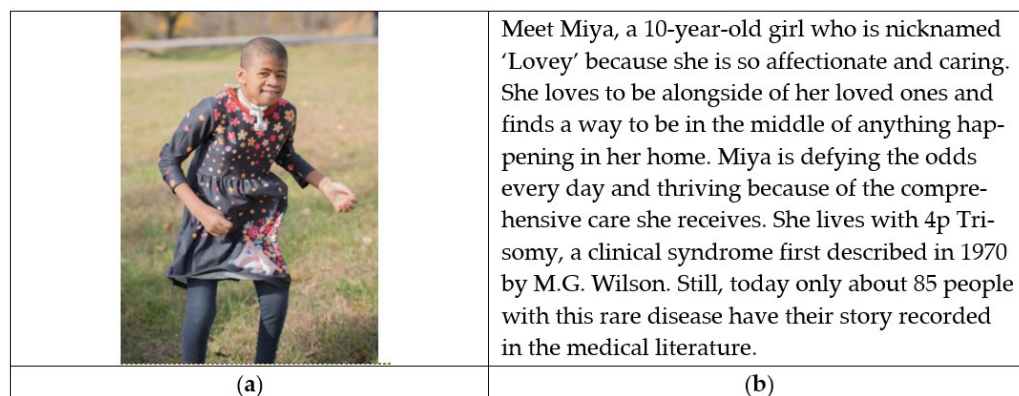 Meet Miya, a 10-year-old girl who is nicknamed
‘Lovey’ because she is so affectionate and caring.
She loves to be alongside of her loved ones and
finds a way to be in the middle of anything hap-
pening in her home. Miya is defying the odds
every day and thriving because of the compre-
hensive care she receives. She lives with 4p Tri-
somy, a clinical syndrome first described in 1970
by M.G. Wilson. Still, today only about 85 people
with this rare disease have their story recorded
in the medical literature.
(a)
(b)